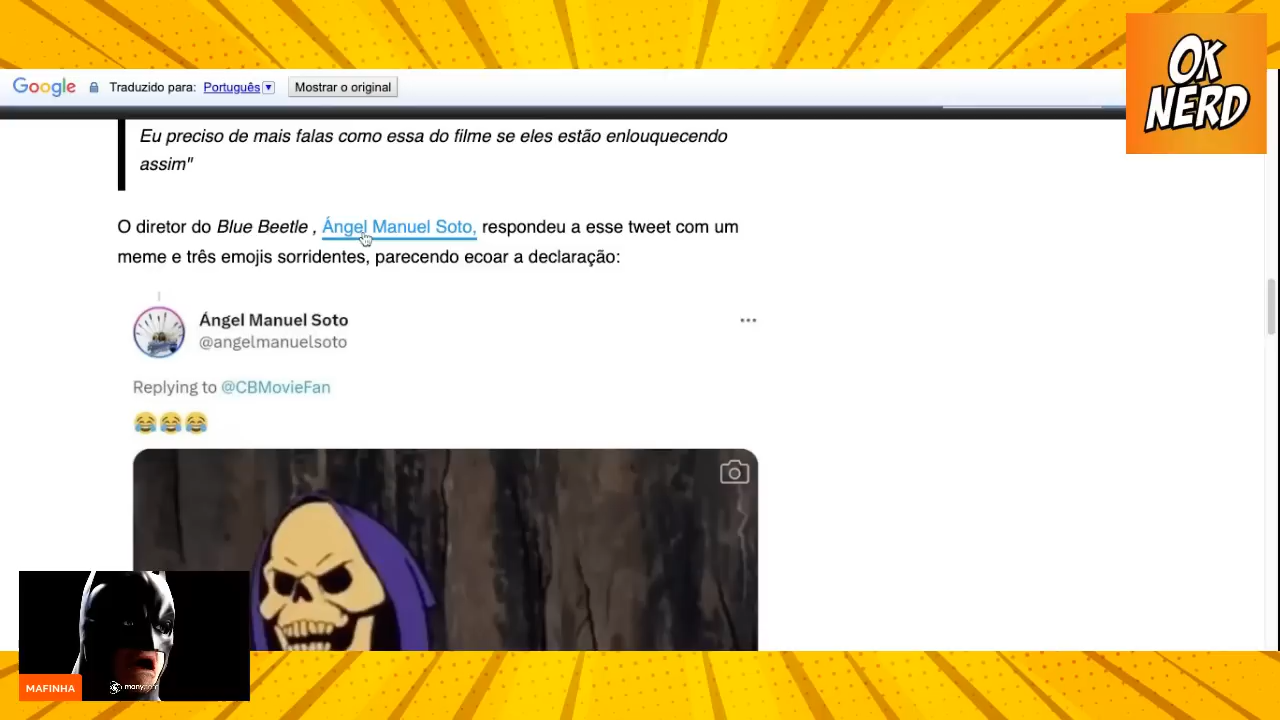 OK
NERD
Google Traduzido para: Português Mostrar o original
Eu preciso de mais falas como essa do filme se eles estão enlouquecendo
assim"
O diretor do Blue Beetle , Ángel Manuel Soto, respondeu a esse tweet com um
meme e três emojis sorridentes, parecendo ecoar a declaração:
Ángel Manuel Soto
@angelmanuelsoto
Replying to @CBMovieFan
😂😂😂
MAFINHA